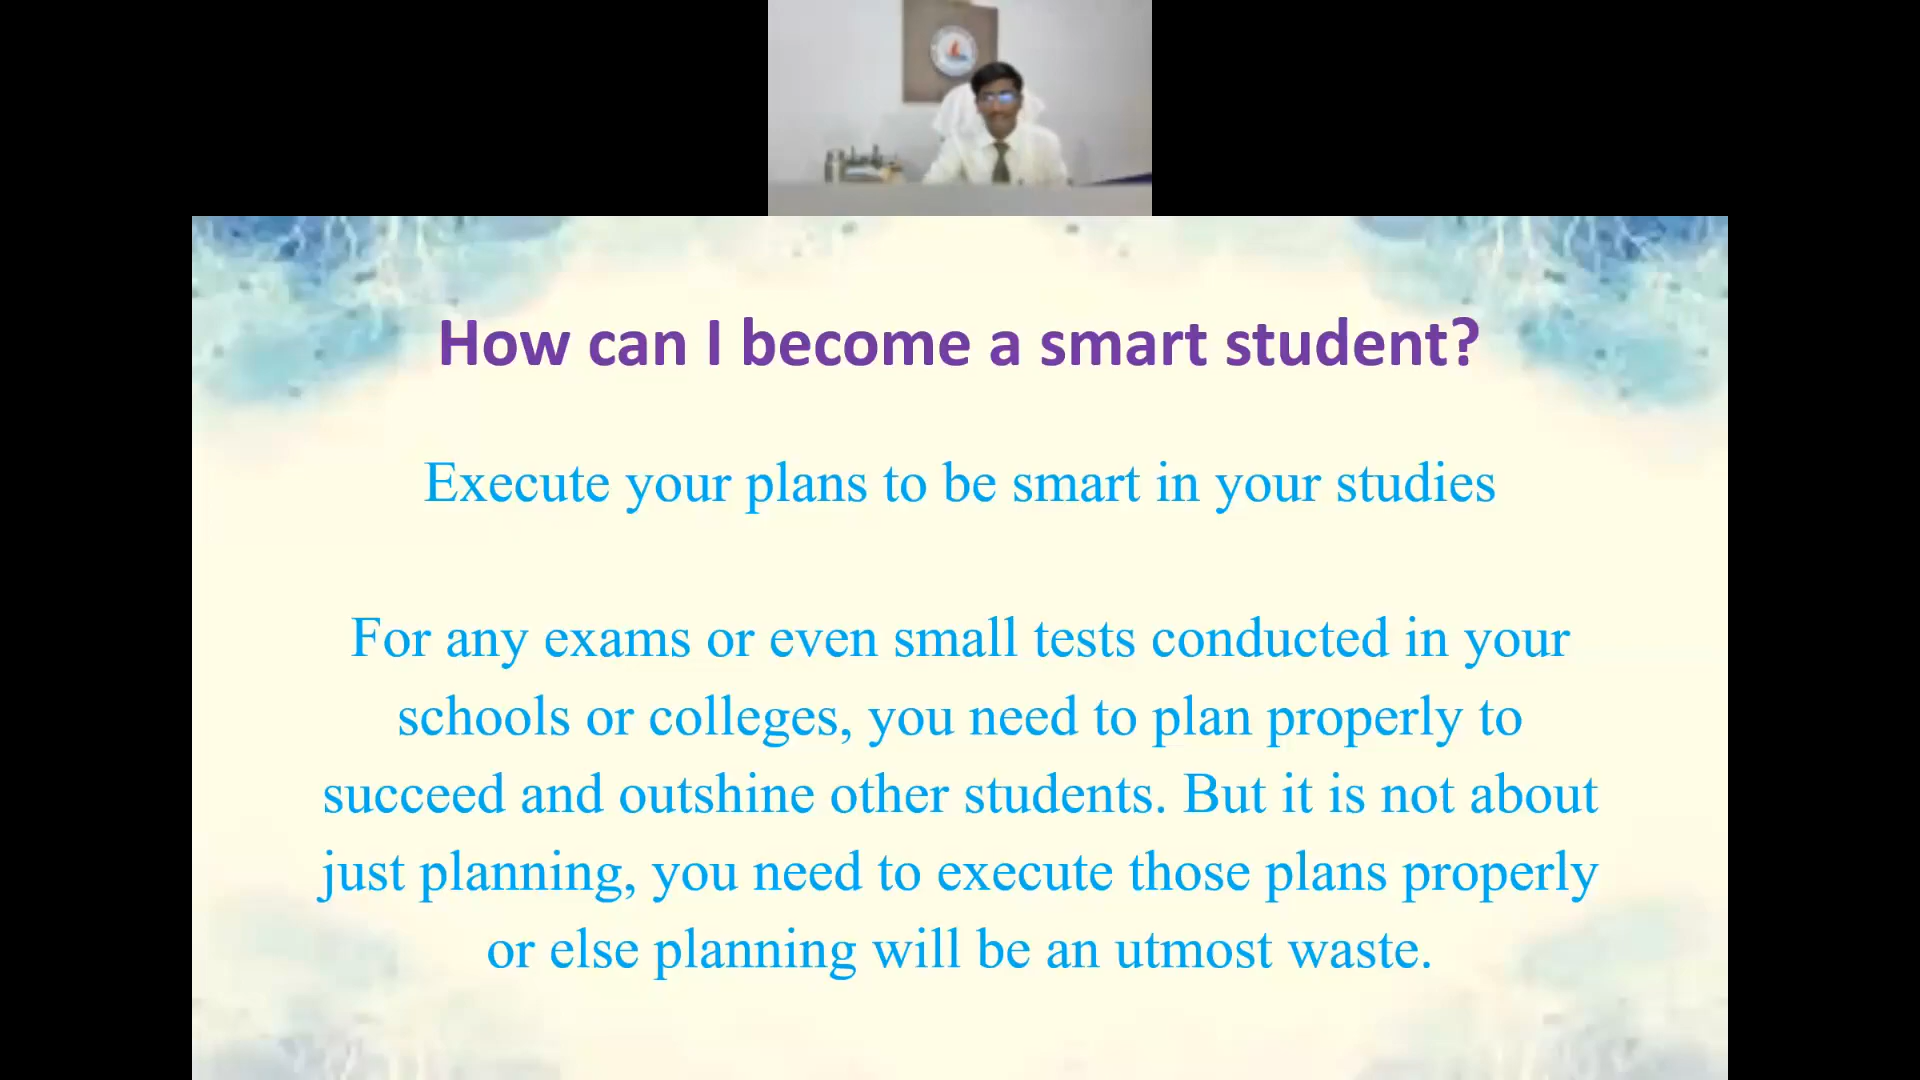 How can I become a smart student?
Execute your plans to be smart in your studies
For any exams or even small tests conducted in your
schools or colleges, you need to plan properly to
succeed and outshine other students. But it is not about
just planning, you need to execute those plans properly
or else planning will be an utmost waste.